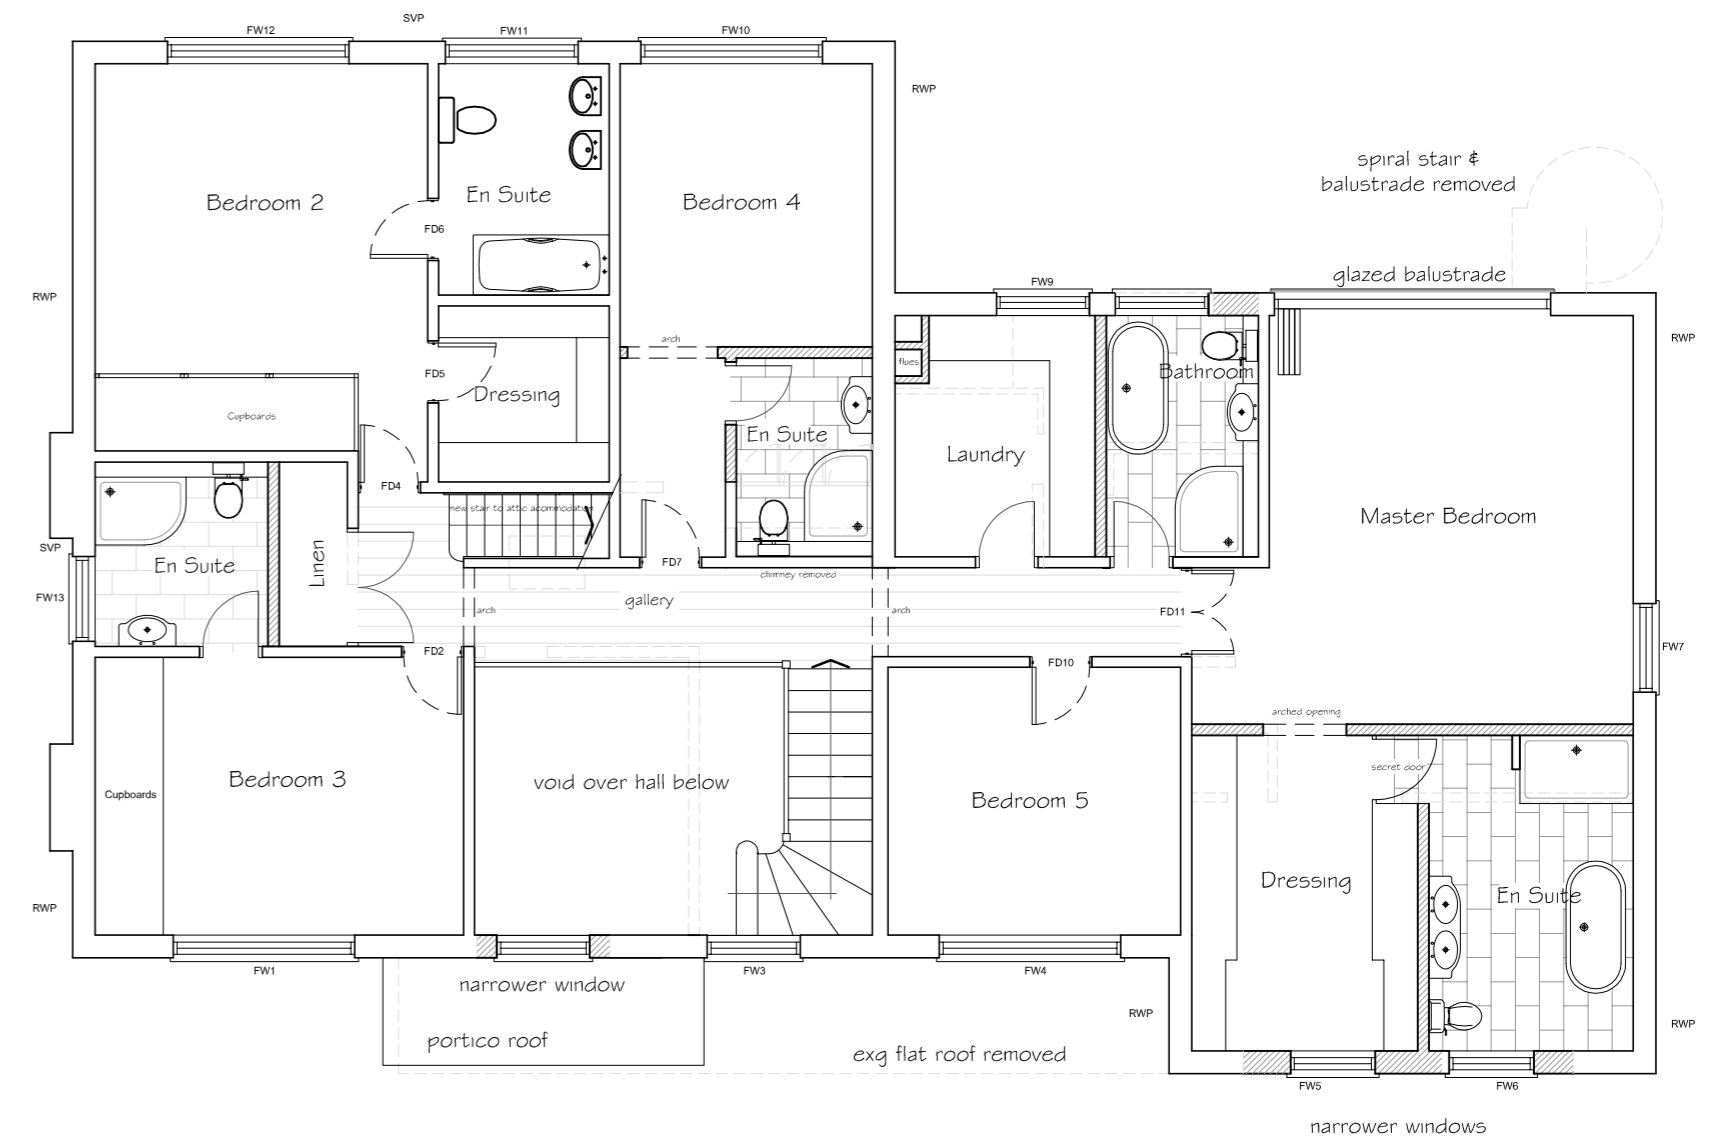 SVP
FW12
FW11
FW10
RWP
spiral stair &
balustrade removed
Bedroom 2
En Suite
Bedroom 4
FD6
glazed balustrade
FW9
RWP
RWP
arch
flues
FD5
Bathroom
Dressing
Cupboards
En Suite
Laundry
FD4
new stair to attic acommodation
Master Bedroom
SVP
En Suite
Linen
FD7
chimney removed
FW13
gallery
arch
arch
FD11
FD2
FD10
FW7
arched opening
secret door
Bedroom 3
void over hall below
Cupboards
Bedroom 5
Dressing
En Suite
RWP
FW1
FW3
FW4
narrower window
RWP
RWP
portico roof
exg flat roof removed
FW5
FW6
narrower windows